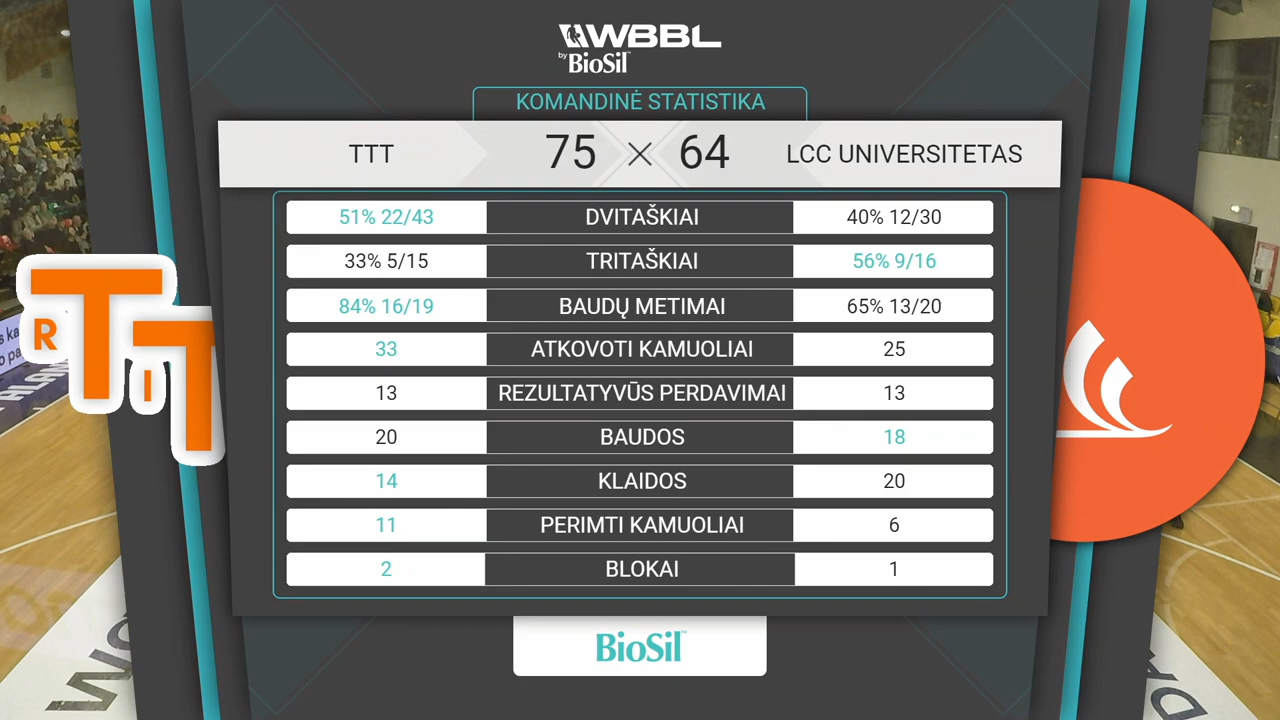 WBBL
by BioSil™
KOMANDINĖ STATISTIKA
TTT 75 × 64 LCC UNIVERSITETAS
51% 22/43 DVITAŠKIAI 40% 12/30
33% 5/15 TRITAŠKIAI 56% 9/16
84% 16/19 BAUDŲ METIMAI 65% 13/20
33 ATKOVOTI KAMUOLIAI 25
13 REZULTATYVŪS PERDAVIMAI 13
20 BAUDOS 18
14 KLAIDOS 20
11 PERIMTI KAMUOLIAI 6
2 BLOKAI 1
R T I T
BioSil™